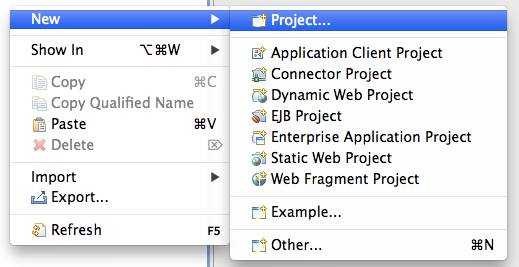 New
Show In ⌥⌘W
Copy ⌘C
Copy Qualified Name
Paste ⌘V
Delete ⌦
Import
Export...
Refresh F5
Project...
Application Client Project
Connector Project
Dynamic Web Project
EJB Project
Enterprise Application Project
Static Web Project
Web Fragment Project
Example...
Other... ⌘N